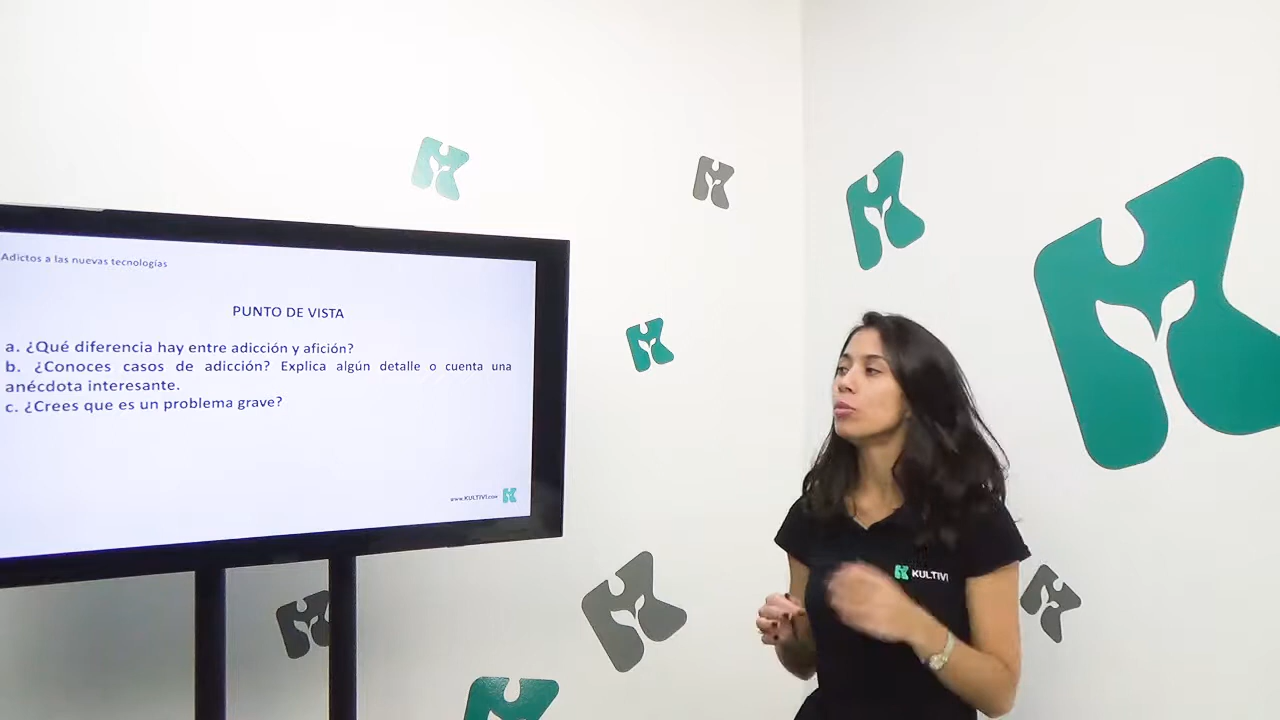 Adictos a las nuevas tecnologías
PUNTO DE VISTA
a. ¿Qué diferencia hay entre adicción y afición?
b. ¿Conoces casos de adicción? Explica algún detalle o cuenta una
anécdota interesante.
c. ¿Crees que es un problema grave?
www.KULTIVI.com
KULTIVI